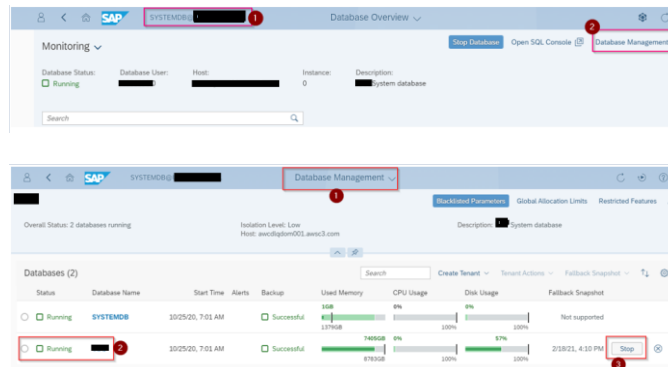 SAP SYSTEMDB@ 1 Database Overview
2
Monitoring Stop Database Open SQL Console Database Management
Database Status: Database User: Host: Instance: Description:
Running 0 System database
Search
SAP SYSTEMDB@ Database Management
1
Blacklisted Parameters Global Allocation Limits Restricted Features
Overall Status: 2 databases running Isolation Level: Low Description: System database
Host: awcdiqdom001.awsc3.com
Databases (2) Search Create Tenant Tenant Actions Fallback Snapshot
Status Database Name Start Time Alerts Backup Used Memory CPU Usage Disk Usage Fallback Snapshot
1GB 0% 0%
Running SYSTEMDB 10/25/20, 7:01 AM Successful Not supported
1379GB 100% 100%
7405GB 0% 57%
Running 2 10/25/20, 7:01 AM Successful 2/18/21, 4:10 PM Stop
8783GB 100% 100%
3